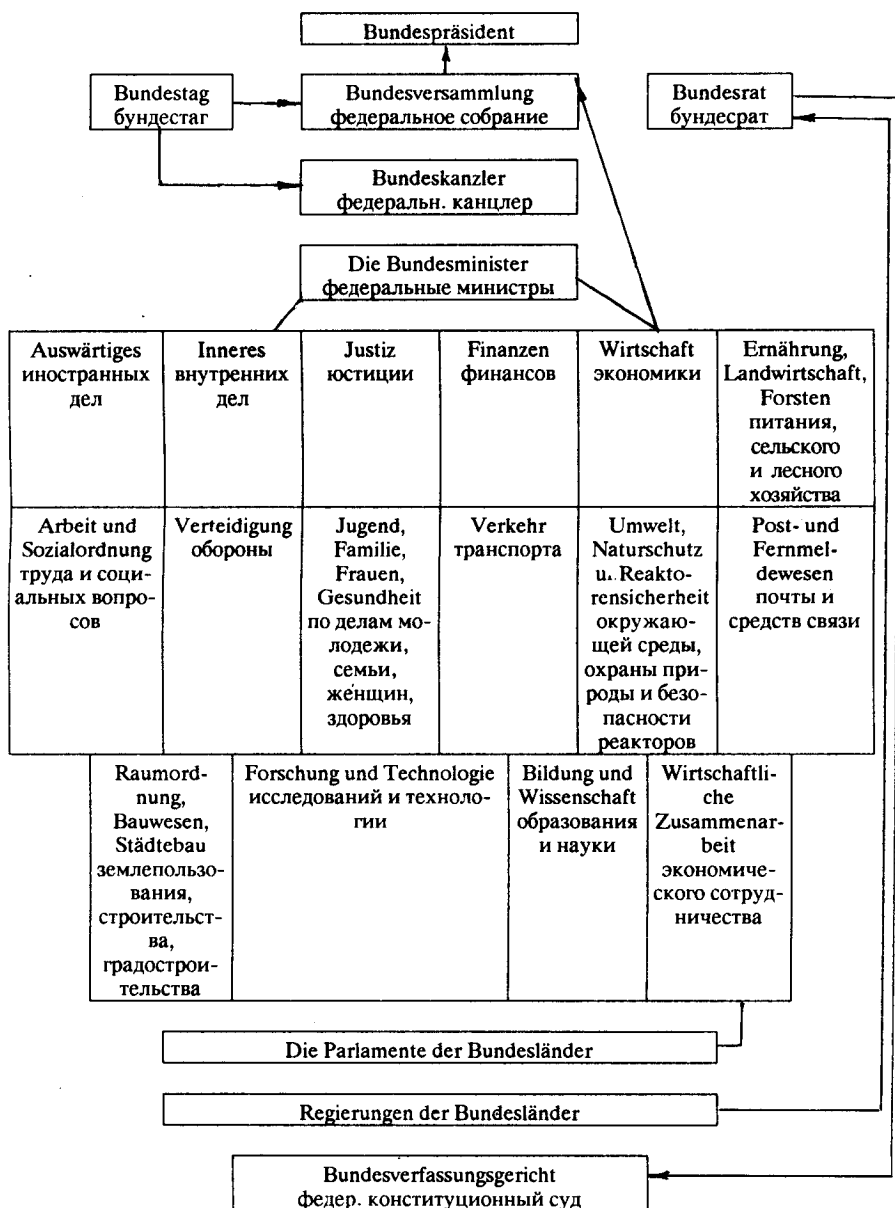 Bundespräsident
Bundestag
бундестаг
Bundesversammlung
федеральное собрание
Bundesrat
бундесрат
Bundeskanzler
федеральн. канцлер
Die Bundesminister
федеральные министры
Auswärtiges
иностранных
дел
Inneres
внутренних
дел
Justiz
юстиции
Finanzen
финансов
Wirtschaft
экономики
Ernährung,
Landwirtschaft,
Forsten
питания,
сельского
и лесного
хозяйства
Arbeit und
Sozialordnung
труда и соци-
альных вопро-
сов
Verteidigung
обороны
Jugend,
Familie,
Frauen,
Gesundheit
по делам мо-
лодежи,
семьи,
женщин,
здоровья
Verkehr
транспорта
Umwelt,
Naturschutz
u. Reakto-
rensicherheit
окружаю-
щей среды,
охраны при-
роды и безо-
пасности
реакторов
Post- und
Fernmel-
dewesen
почты и
средств связи
Raumord-
nung,
Bauwesen,
Städtebau
землепользо-
вания,
строительст-
ва,
градострои-
тельства
Forschung und Technologie
исследований и техноло-
гии
Bildung und
Wissenschaft
образования
и науки
Wirtschaftli-
che
Zusammenar-
beit
экономиче-
ского сотруд-
ничества
Die Parlamente der Bundesländer
Regierungen der Bundesländer
Bundesverfassungsgericht
федер. конституционный суд